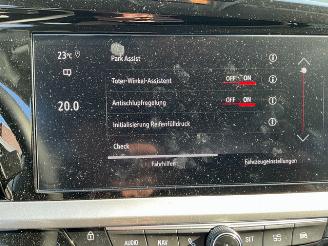 23°C
Park Assist
Toter-Winkel-Assistent OFF ON
20.0
Antischlupfregelung OFF ON
Initialisierung Reifenfülldruck
Check
Fahrhilfen Fahrzeugeinstellungen
AUDIO NAV SET